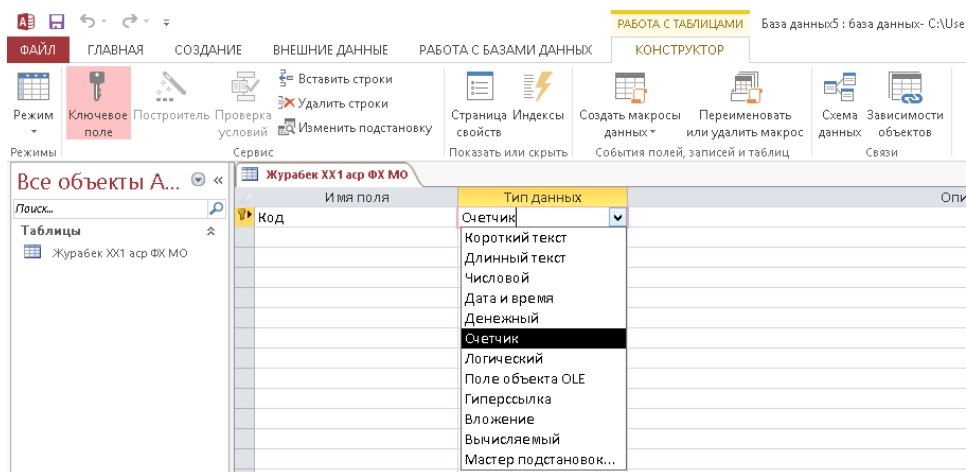 РАБОТА С ТАБЛИЦАМИ База данных5 : база данных- C:\Use
ФАЙЛ ГЛАВНАЯ СОЗДАНИЕ ВНЕШНИЕ ДАННЫЕ РАБОТА С БАЗАМИ ДАННЫХ КОНСТРУКТОР
Режим
Ключевое поле
Построитель
Проверка условий
Вставить строки
Удалить строки
Изменить подстановку
Страница свойств
Индексы
Создать макросы данных
Переименовать или удалить макрос
Схема данных
Зависимости объектов
Режимы Сервис Показать или скрыть События полей, записей и таблиц Связи
Все объекты A...
Поиск...
Таблицы
Журабек XX1 аср ФХ МО
Журабек XX1 аср ФХ МО
Имя поля Тип данных Опи
Код Счетчик
Короткий текст
Длинный текст
Числовой
Дата и время
Денежный
Счетчик
Логический
Поле объекта OLE
Гиперссылка
Вложение
Вычисляемый
Мастер подстановок...